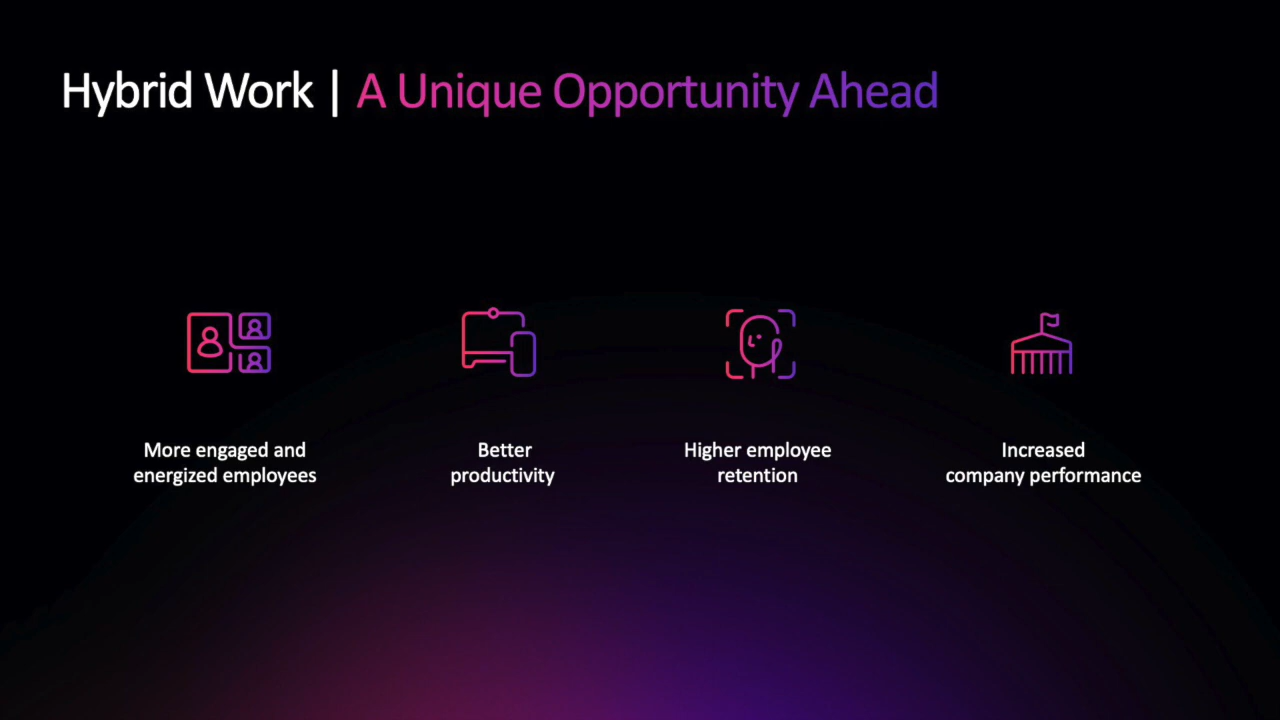 Hybrid Work | A Unique Opportunity Ahead
More engaged and
energized employees
Better
productivity
Higher employee
retention
Increased
company performance